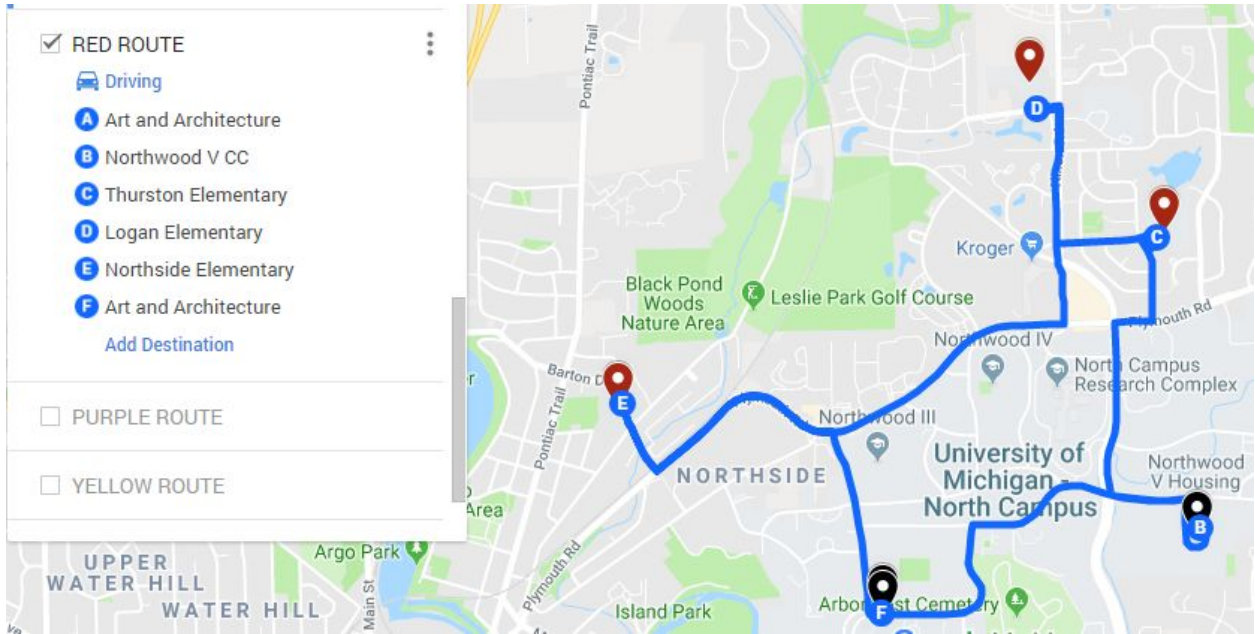 RED ROUTE
Driving
A Art and Architecture
B Northwood V CC
C Thurston Elementary
D Logan Elementary
E Northside Elementary
F Art and Architecture
Add Destination
PURPLE ROUTE
YELLOW ROUTE
Pontiac Trail
D
C
Kroger
Black Pond
Woods
Nature Area
Leslie Park Golf Course
Plymouth Rd
Northwood IV
North Campus
Research Complex
Barton D
E
Pontiac Trail
Northwood III
NORTHSIDE
University of
Michigan -
North Campus
Northwood
V Housing
B
Area
Argo Park
UPPER
WATER HILL
WATER HILL
Main St
Plymouth Rd
Island Park
F
Cemetery